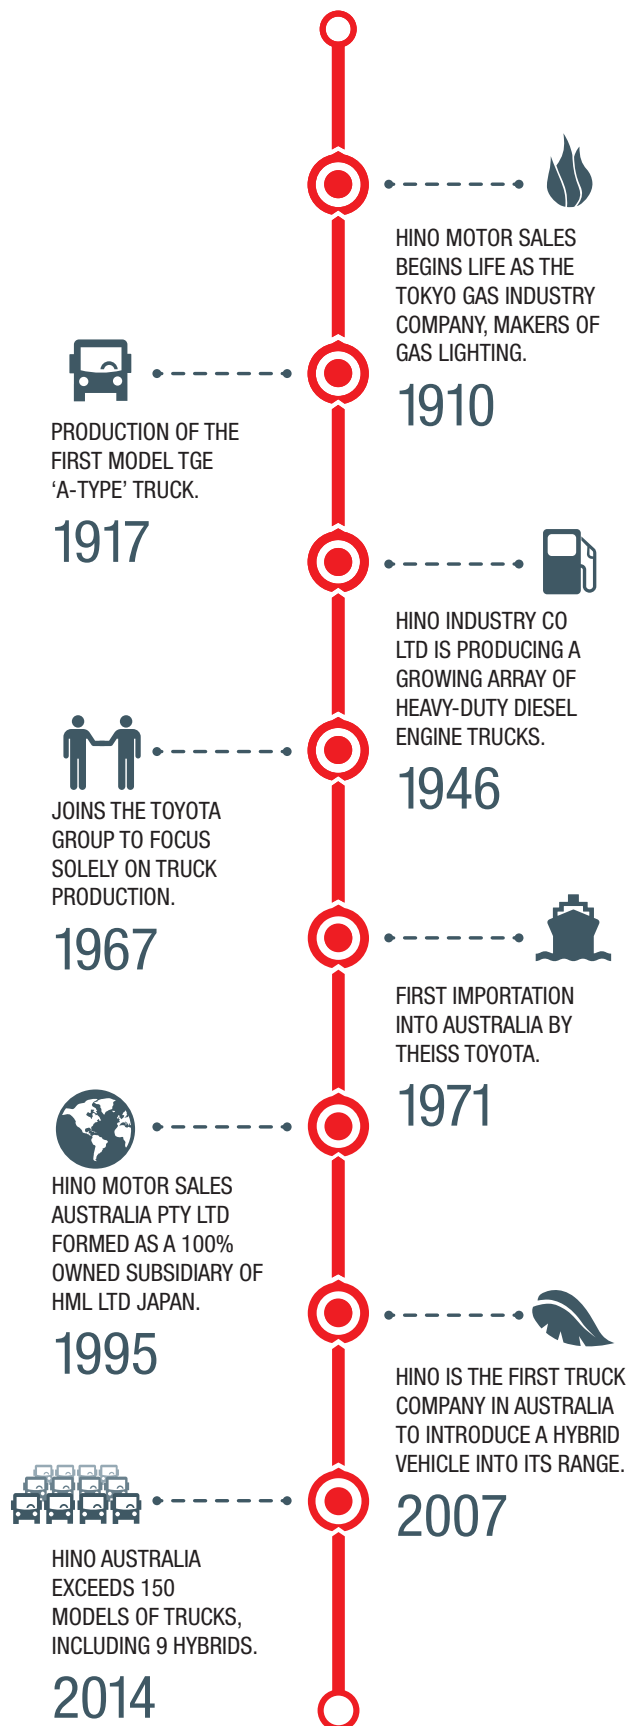 HINO MOTOR SALES
BEGINS LIFE AS THE
TOKYO GAS INDUSTRY
COMPANY, MAKERS OF
GAS LIGHTING.
1910
PRODUCTION OF THE
FIRST MODEL TGE
‘A-TYPE’ TRUCK.
1917
HINO INDUSTRY CO
LTD IS PRODUCING A
GROWING ARRAY OF
HEAVY-DUTY DIESEL
ENGINE TRUCKS.
1946
JOINS THE TOYOTA
GROUP TO FOCUS
SOLELY ON TRUCK
PRODUCTION.
1967
FIRST IMPORTATION
INTO AUSTRALIA BY
THEISS TOYOTA.
1971
HINO MOTOR SALES
AUSTRALIA PTY LTD
FORMED AS A 100%
OWNED SUBSIDIARY OF
HML LTD JAPAN.
1995
HINO IS THE FIRST TRUCK
COMPANY IN AUSTRALIA
TO INTRODUCE A HYBRID
VEHICLE INTO ITS RANGE.
2007
HINO AUSTRALIA
EXCEEDS 150
MODELS OF TRUCKS,
INCLUDING 9 HYBRIDS.
2014